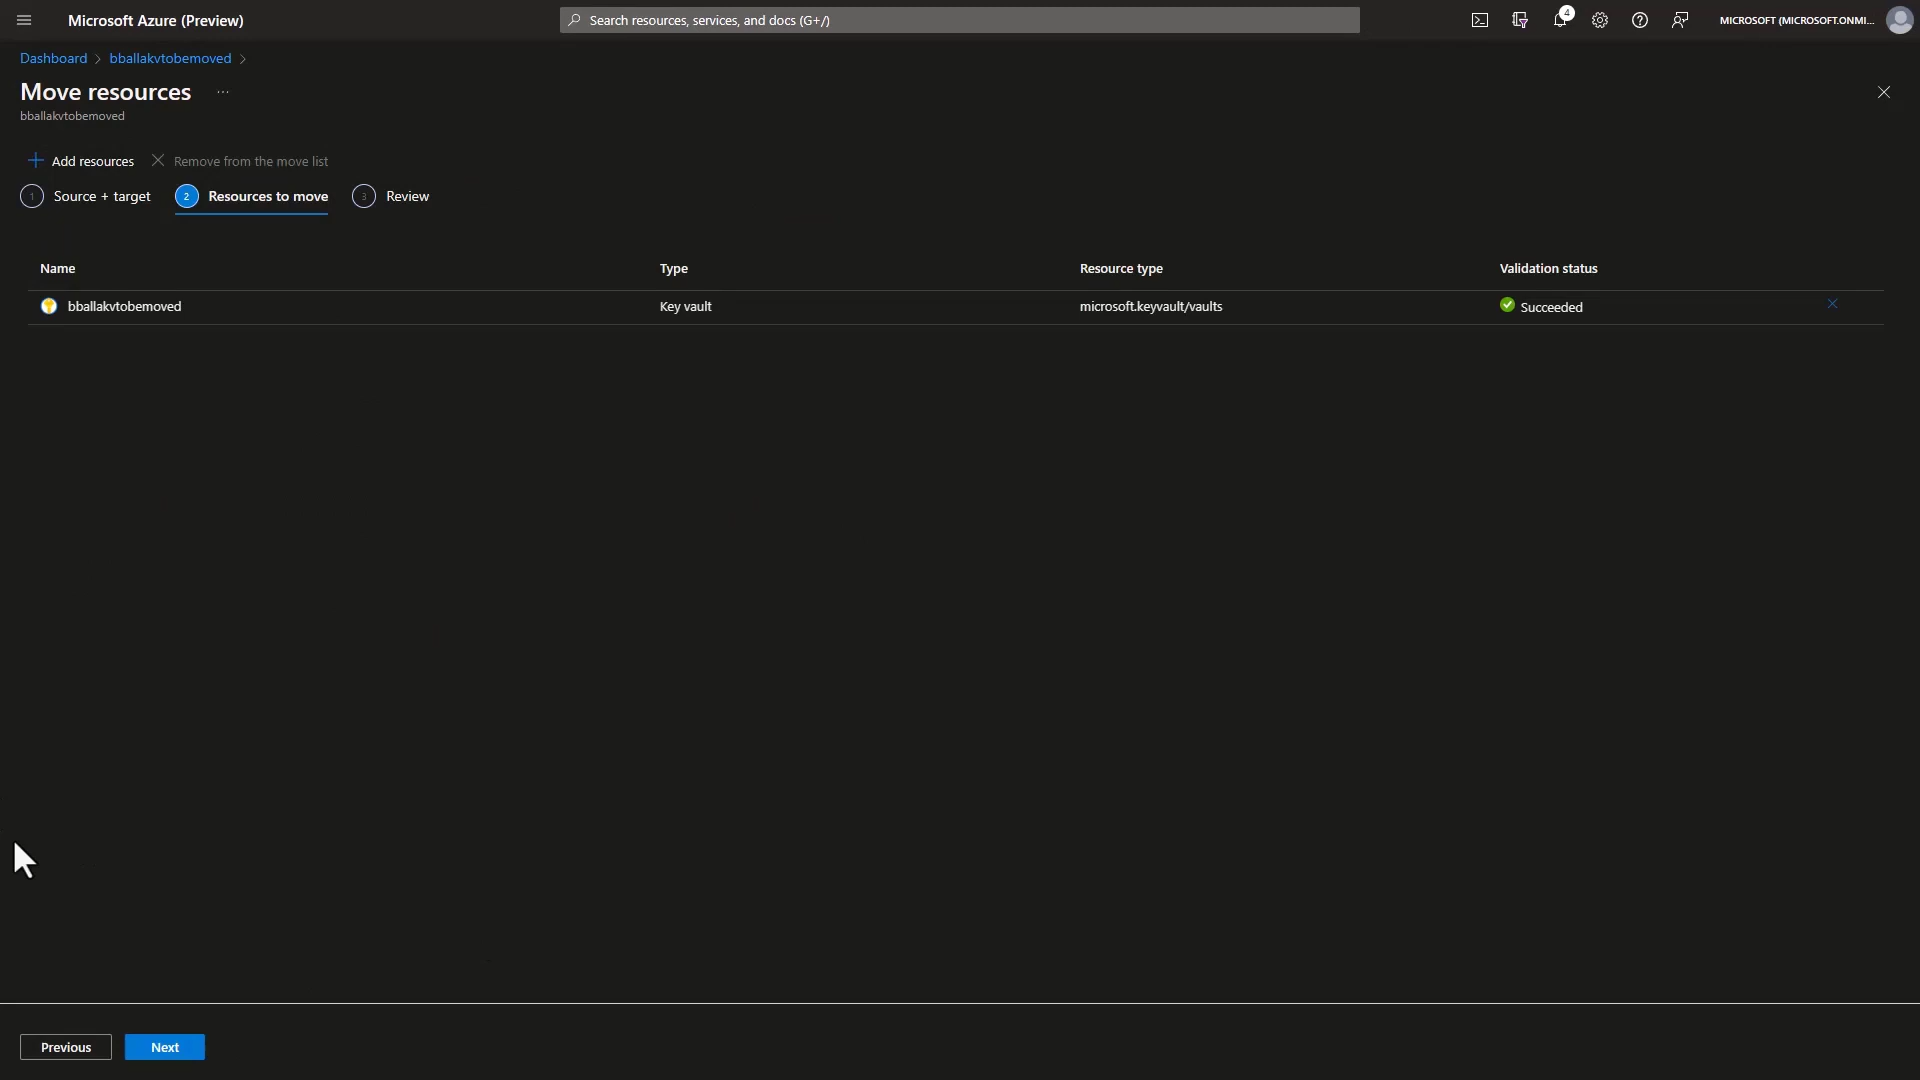 Microsoft Azure (Preview)
Search resources, services, and docs (G+/)
4
MICROSOFT (MICROSOFT.ONMI...
Dashboard > bballakvtobemoved >
Move resources ...
bballakvtobemoved
Add resources
Remove from the move list
1 Source + target
2 Resources to move
3 Review
Name Type Resource type Validation status
bballakvtobemoved Key vault microsoft.keyvault/vaults Succeeded
Previous Next